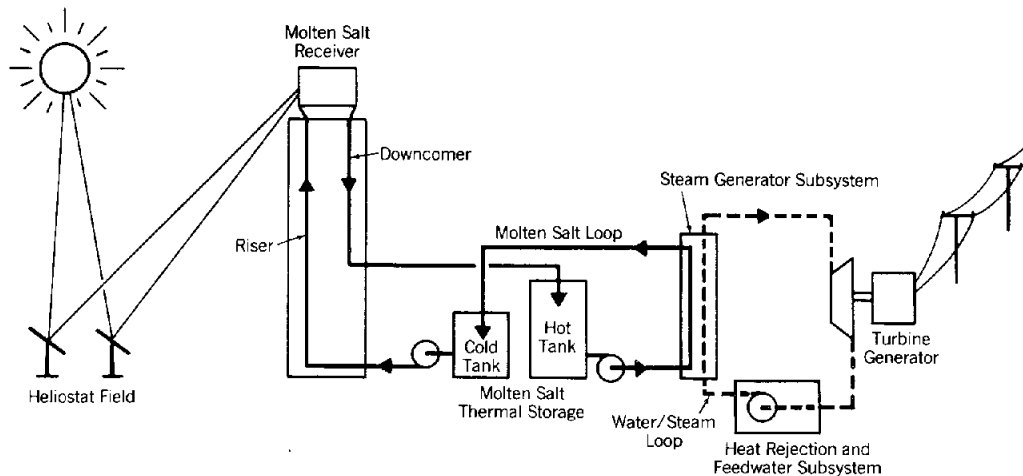 Molten Salt
Receiver
Downcomer
Steam Generator Subsystem
Riser
Molten Salt Loop
Cold
Tank
Hot
Tank
Turbine
Generator
Heliostat Field
Molten Salt
Thermal Storage
Water/Steam
Loop
Heat Rejection and
Feedwater Subsystem